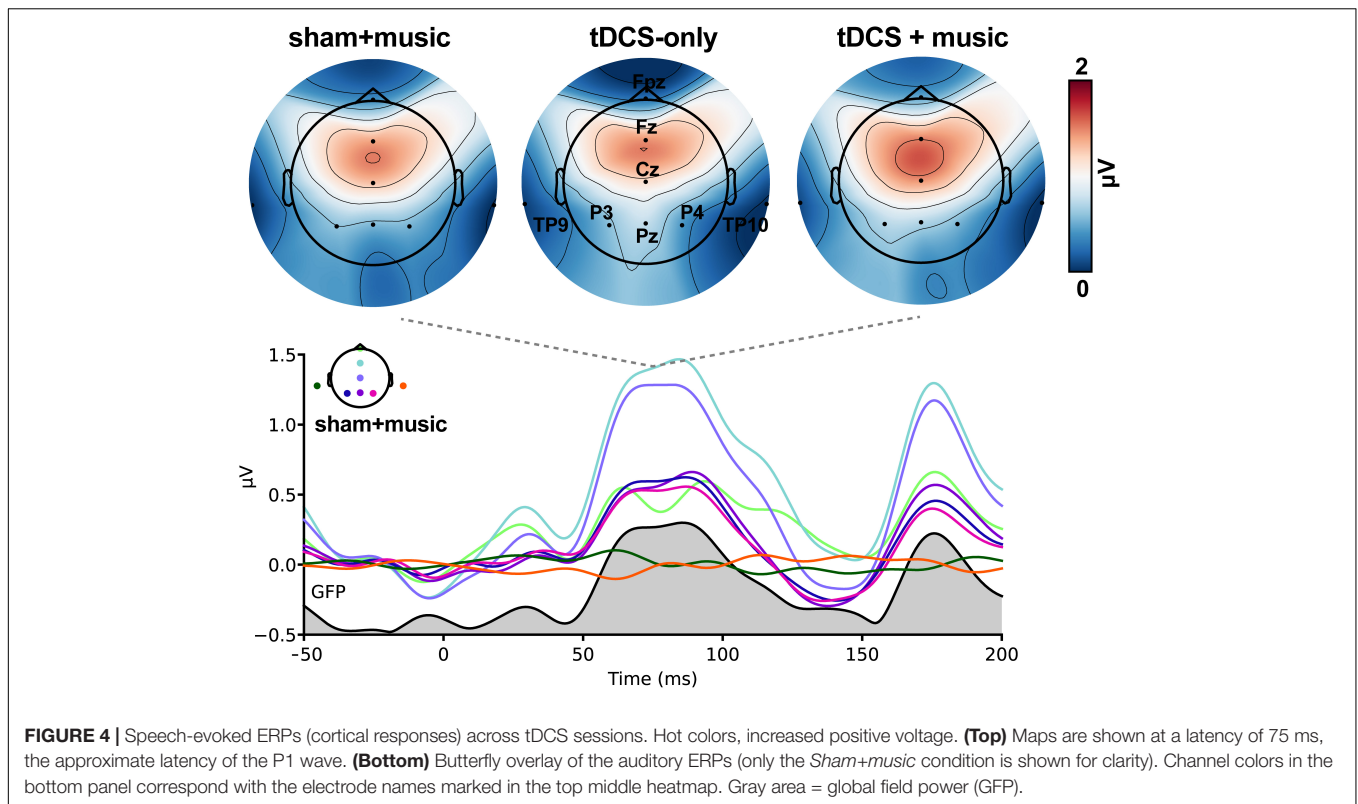 sham+music tDCS-only tDCS + music
Fpz
Fz
Cz
P3 P4
TP9 Pz TP10
2
µV
0
1.5
1.0
0.5
0.0
−0.5
µV
sham+music
GFP
−50 0 50 100 150 200
Time (ms)
FIGURE 4 | Speech-evoked ERPs (cortical responses) across tDCS sessions. Hot colors, increased positive voltage. (Top) Maps are shown at a latency of 75 ms,
the approximate latency of the P1 wave. (Bottom) Butterfly overlay of the auditory ERPs (only the Sham+music condition is shown for clarity). Channel colors in the
bottom panel correspond with the electrode names marked in the top middle heatmap. Gray area = global field power (GFP).